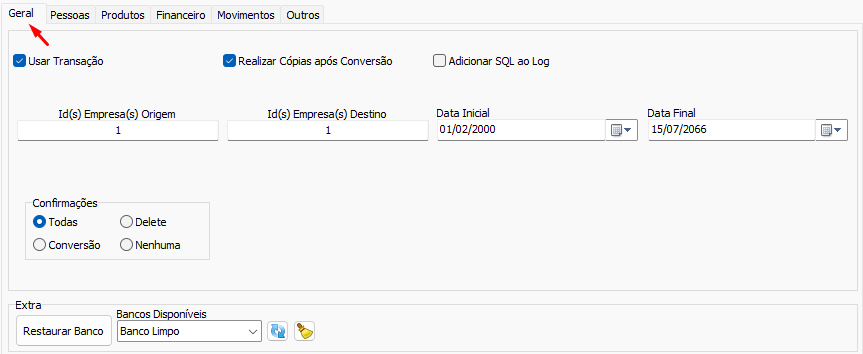 Geral Pessoas Produtos Financeiro Movimentos Outros
Usar Transação Realizar Cópias após Conversão Adicionar SQL ao Log
Id(s) Empresa(s) Origem Id(s) Empresa(s) Destino Data Inicial Data Final
1 1 01/02/2000 15/07/2066
Confirmações
Todas Delete
Conversão Nenhuma
Extra
Bancos Disponíveis
Restaurar Banco Banco Limpo